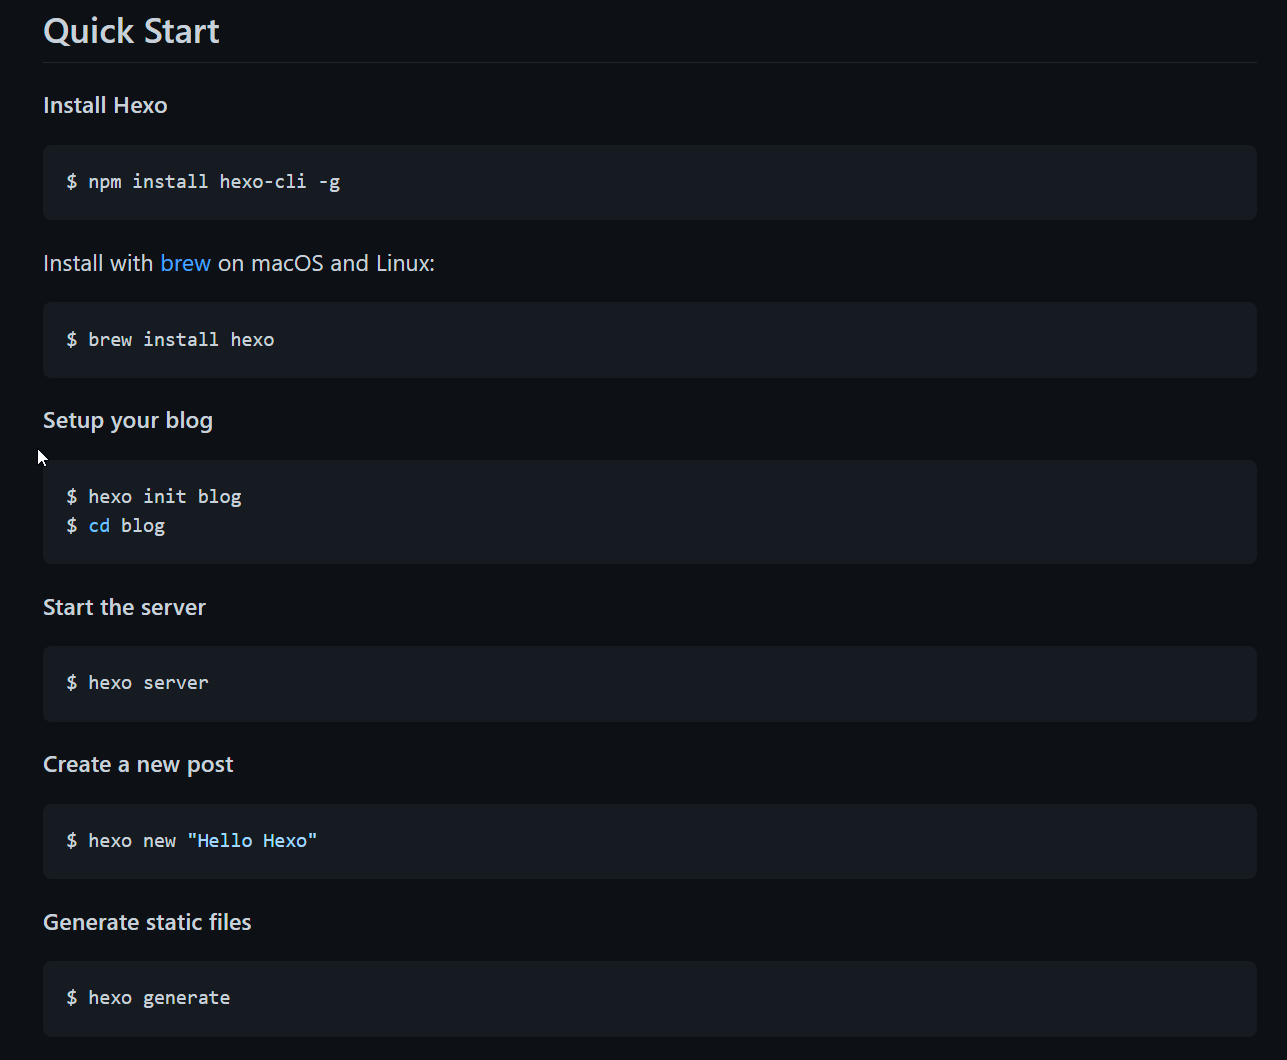 Quick Start
Install Hexo
$ npm install hexo-cli -g
Install with brew on macOS and Linux:
$ brew install hexo
Setup your blog
$ hexo init blog
$ cd blog
Start the server
$ hexo server
Create a new post
$ hexo new "Hello Hexo"
Generate static files
$ hexo generate